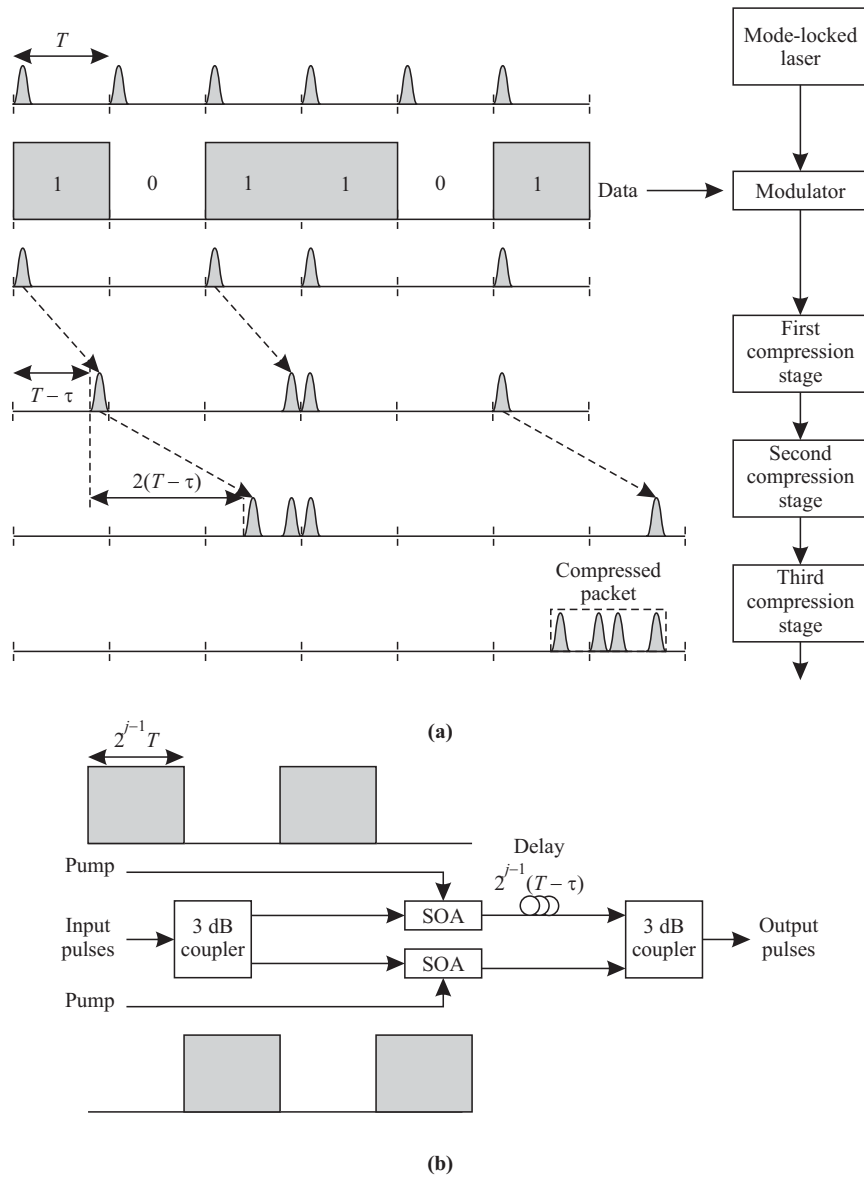 T
Mode-locked
laser
1 0 1 1 0 1
Data
Modulator
First
compression
stage
T – τ
Second
compression
stage
2(T – τ)
Compressed
packet
Third
compression
stage
(a)
2^{j–1} T
Pump
Delay
2^{j–1}(T – τ)
Input
pulses
3 dB
coupler
SOA
SOA
3 dB
coupler
Output
pulses
Pump
(b)